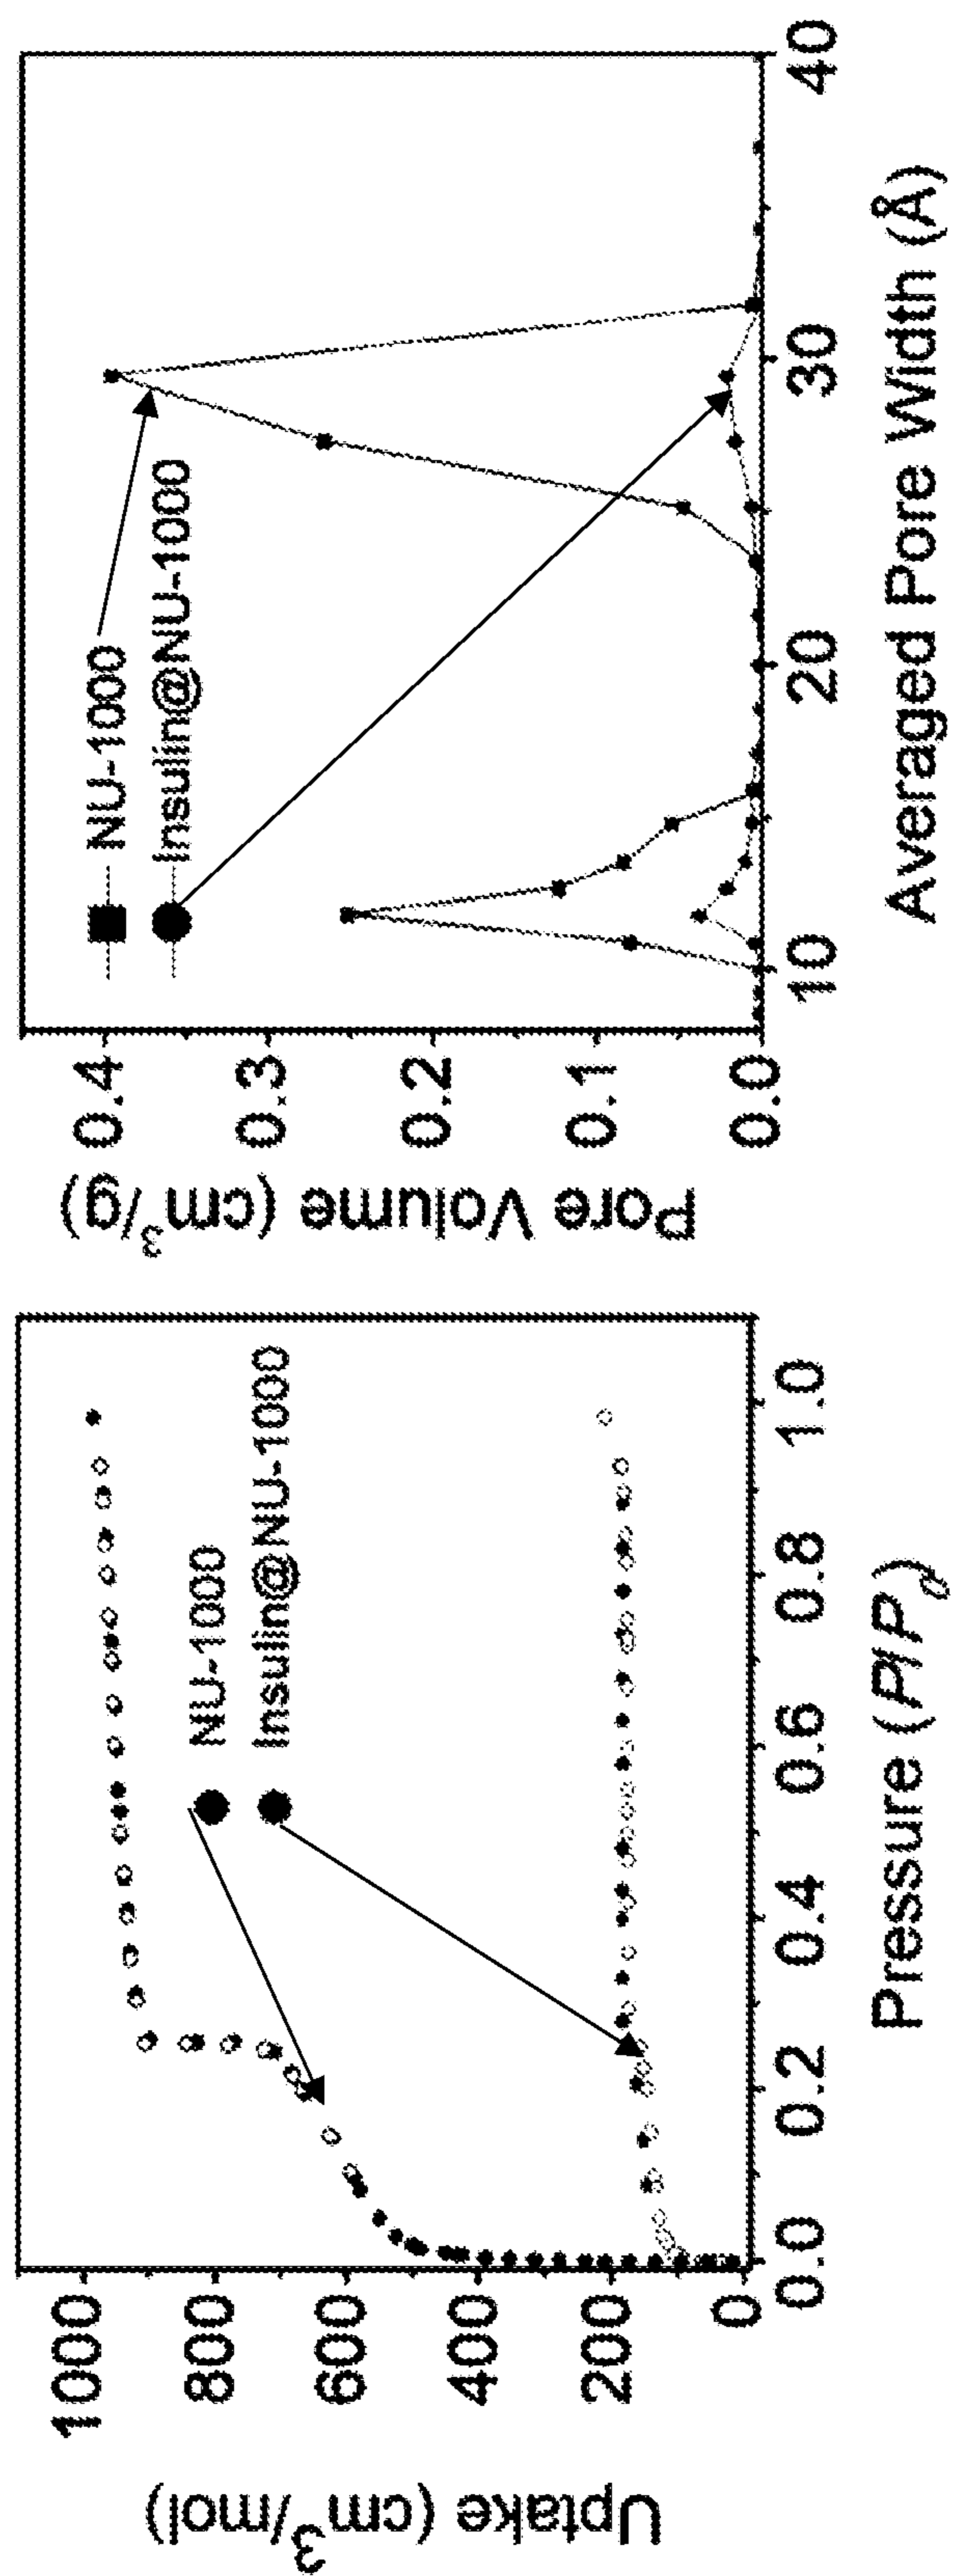 Uptake (cm³/mol)
1000
800
600
400
200
0
NU-1000
Insulin@NU-1000
0.0 0.2 0.4 0.6 0.8 1.0
Pressure (P/P₀)
Pore Volume (cm³/g)
0.4
0.3
0.2
0.1
0.0
NU-1000
Insulin@NU-1000
10 20 30 40
Averaged Pore Width (Å)